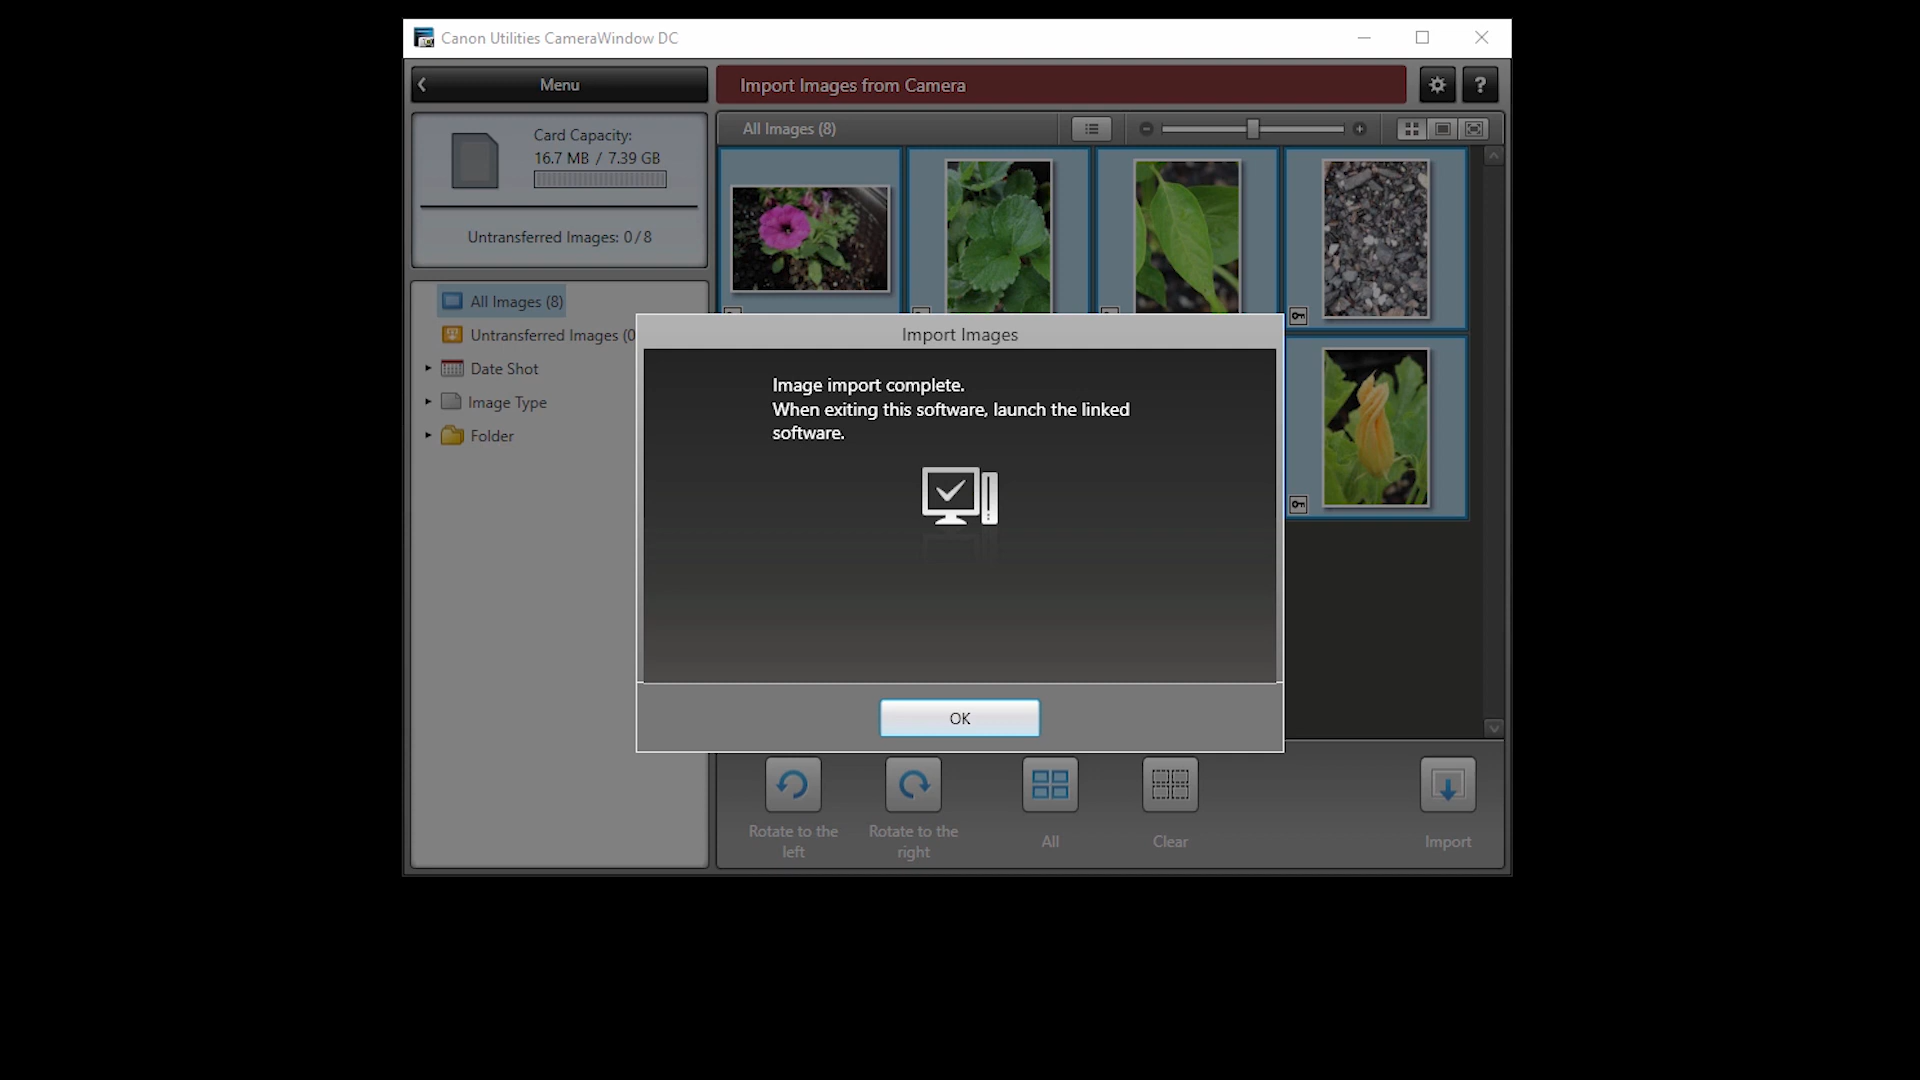 Canon Utilities CameraWindow DC
Menu
Import Images from Camera
?
Card Capacity:
16.7 MB / 7.39 GB
Untransferred Images: 0/8
All Images (8)
All Images (8)
Untransferred Images (0
Date Shot
Image Type
Folder
Import Images
Image import complete.
When exiting this software, launch the linked
software.
OK
Rotate to the
left
Rotate to the
right
All
Clear
Import